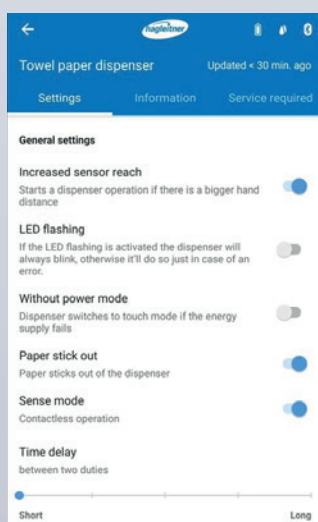 hagleitner
Towel paper dispenser
Updated < 30 min. ago
Settings
Information
Service required
General settings
Increased sensor reach
Starts a dispenser operation if there is a bigger hand
distance
LED flashing
If the LED flashing is activated the dispenser will
always blink, otherwise it'll do so just in case of an
error.
Without power mode
Dispenser switches to touch mode if the energy
supply fails
Paper stick out
Paper sticks out of the dispenser
Sense mode
Contactless operation
Time delay
between two duties
Short
Long